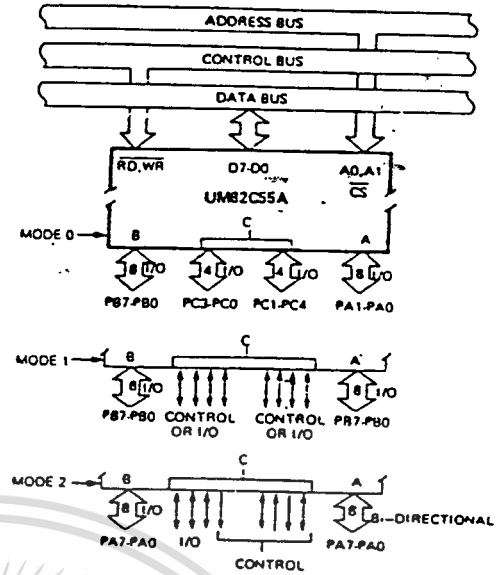 ADDRESS BUS
CONTROL BUS
DATA BUS
RD, WR D7-D0 A0, A1
CS
UM82C55A
C
MODE 0 B A
8 I/O 4 I/O 4 I/O 8 I/O
PB7-PB0 PC3-PC0 PC1-PC4 PA1-PA0
C
MODE 1 B A
8 I/O 8 I/O
PB7-PB0 CONTROL OR I/O CONTROL OR I/O PB7-PB0
C
MODE 2 B A
8 I/O BI-DIRECTIONAL
PA7-PA0 I/O PA7-PA0
CONTROL